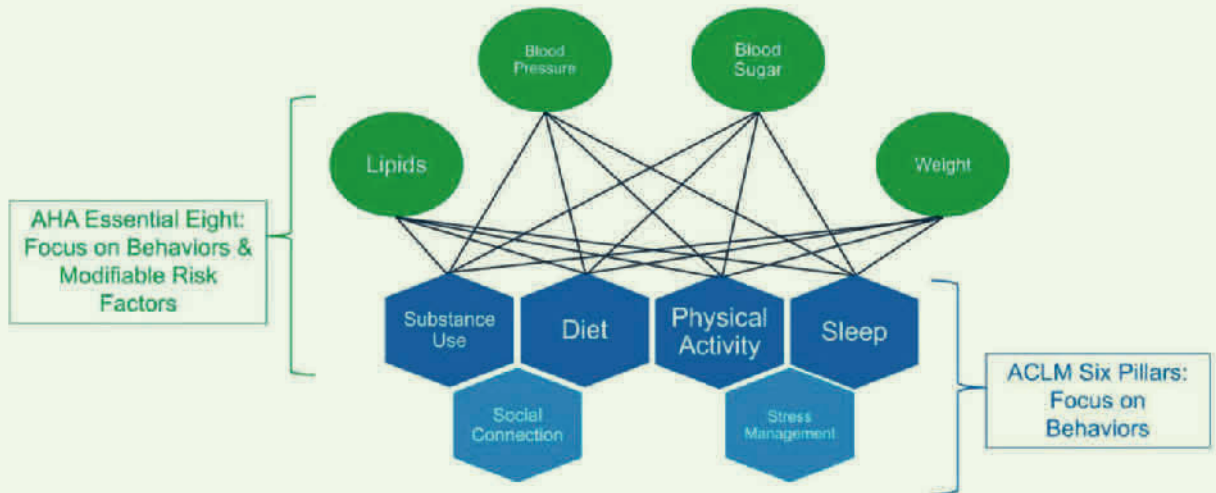 Blood
Pressure
Blood
Sugar
Lipids
Weight
AHA Essential Eight:
Focus on Behaviors &
Modifiable Risk
Factors
Substance
Use
Diet
Physical
Activity
Sleep
Social
Connection
Stress
Management
ACLM Six Pillars:
Focus on
Behaviors